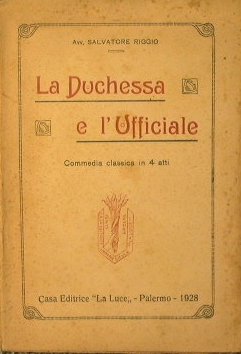 Avv. SALVATORE RIGGIO
La Duchessa
e l'Ufficiale
Commedia classica in 4 atti
Casa Editrice "La Luce„ - Palermo - 1928